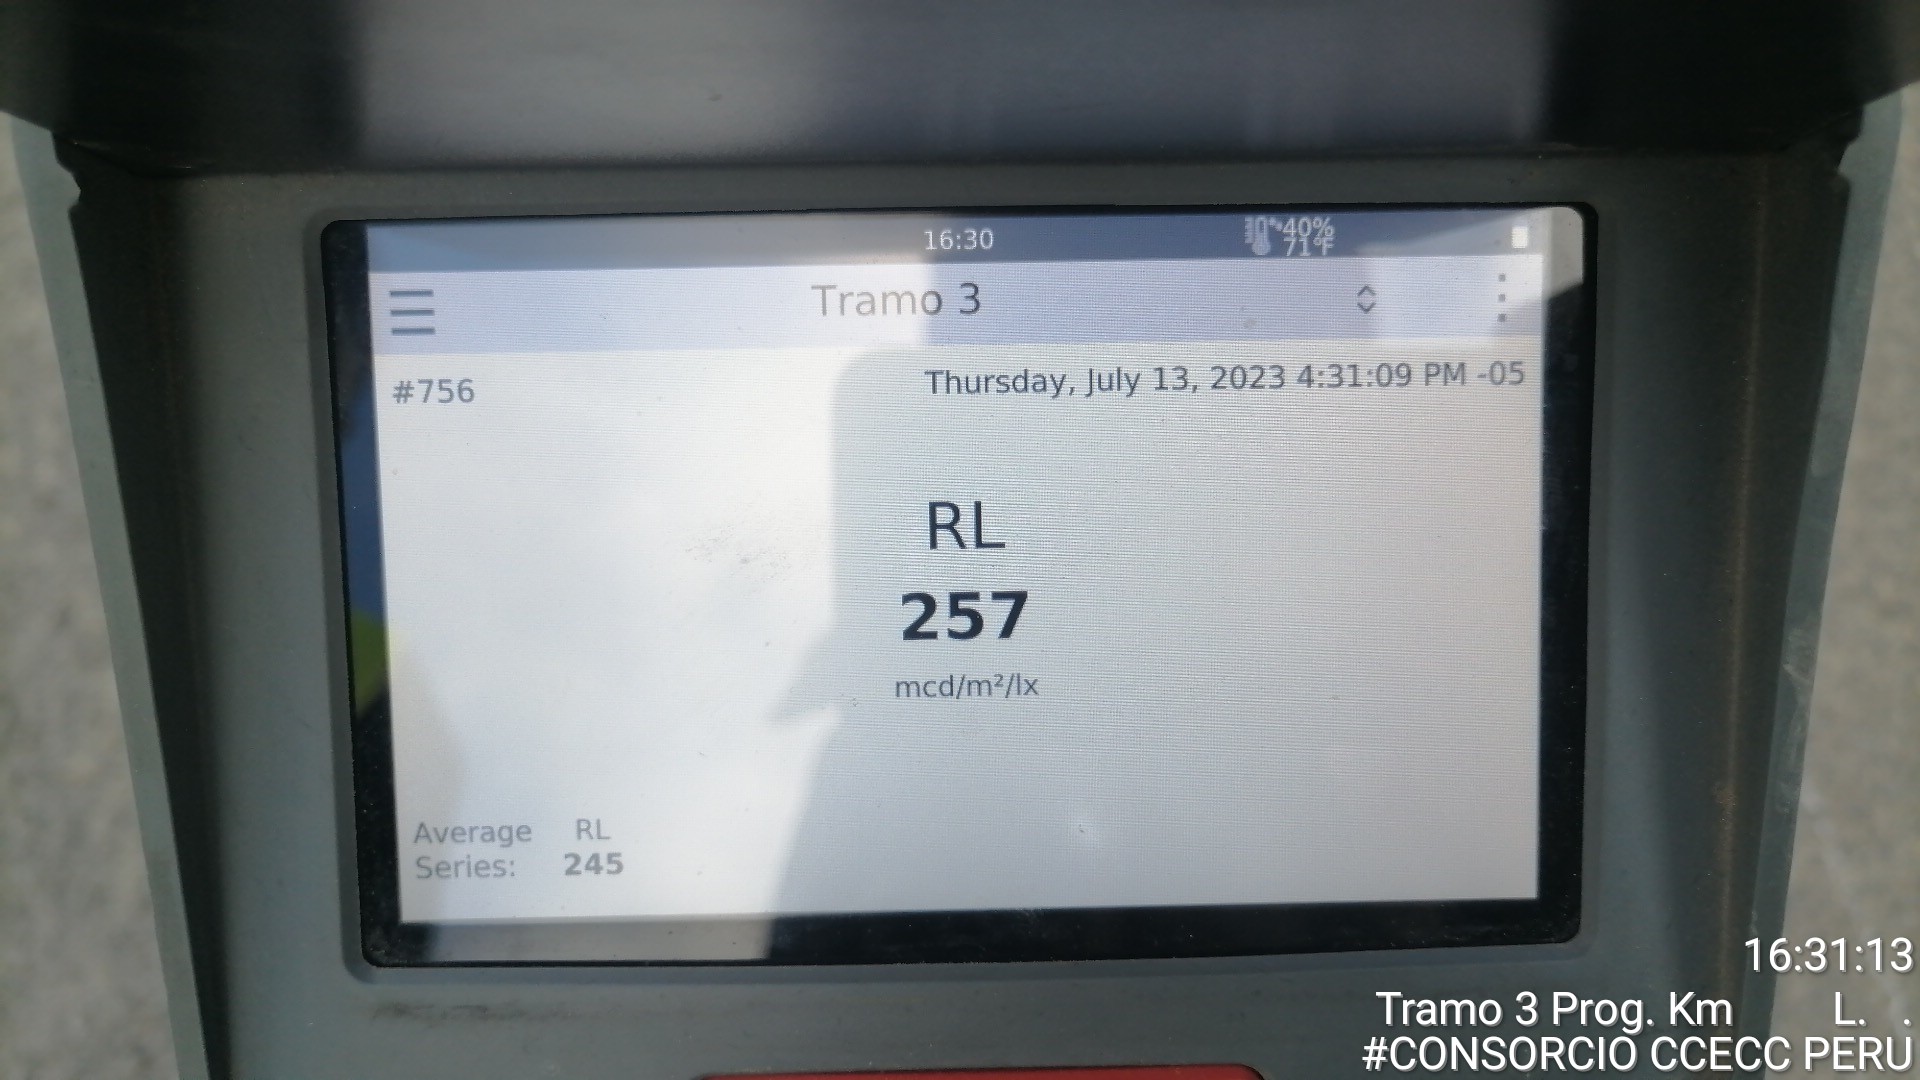 16:30
40%
71°F
Tramo 3
#756
Thursday, July 13, 2023 4:31:09 PM -05
RL
257
mcd/m²/lx
Average RL
Series: 245
16:31:13
Tramo 3 Prog. Km L. .
#CONSORCIO CCECC PERU